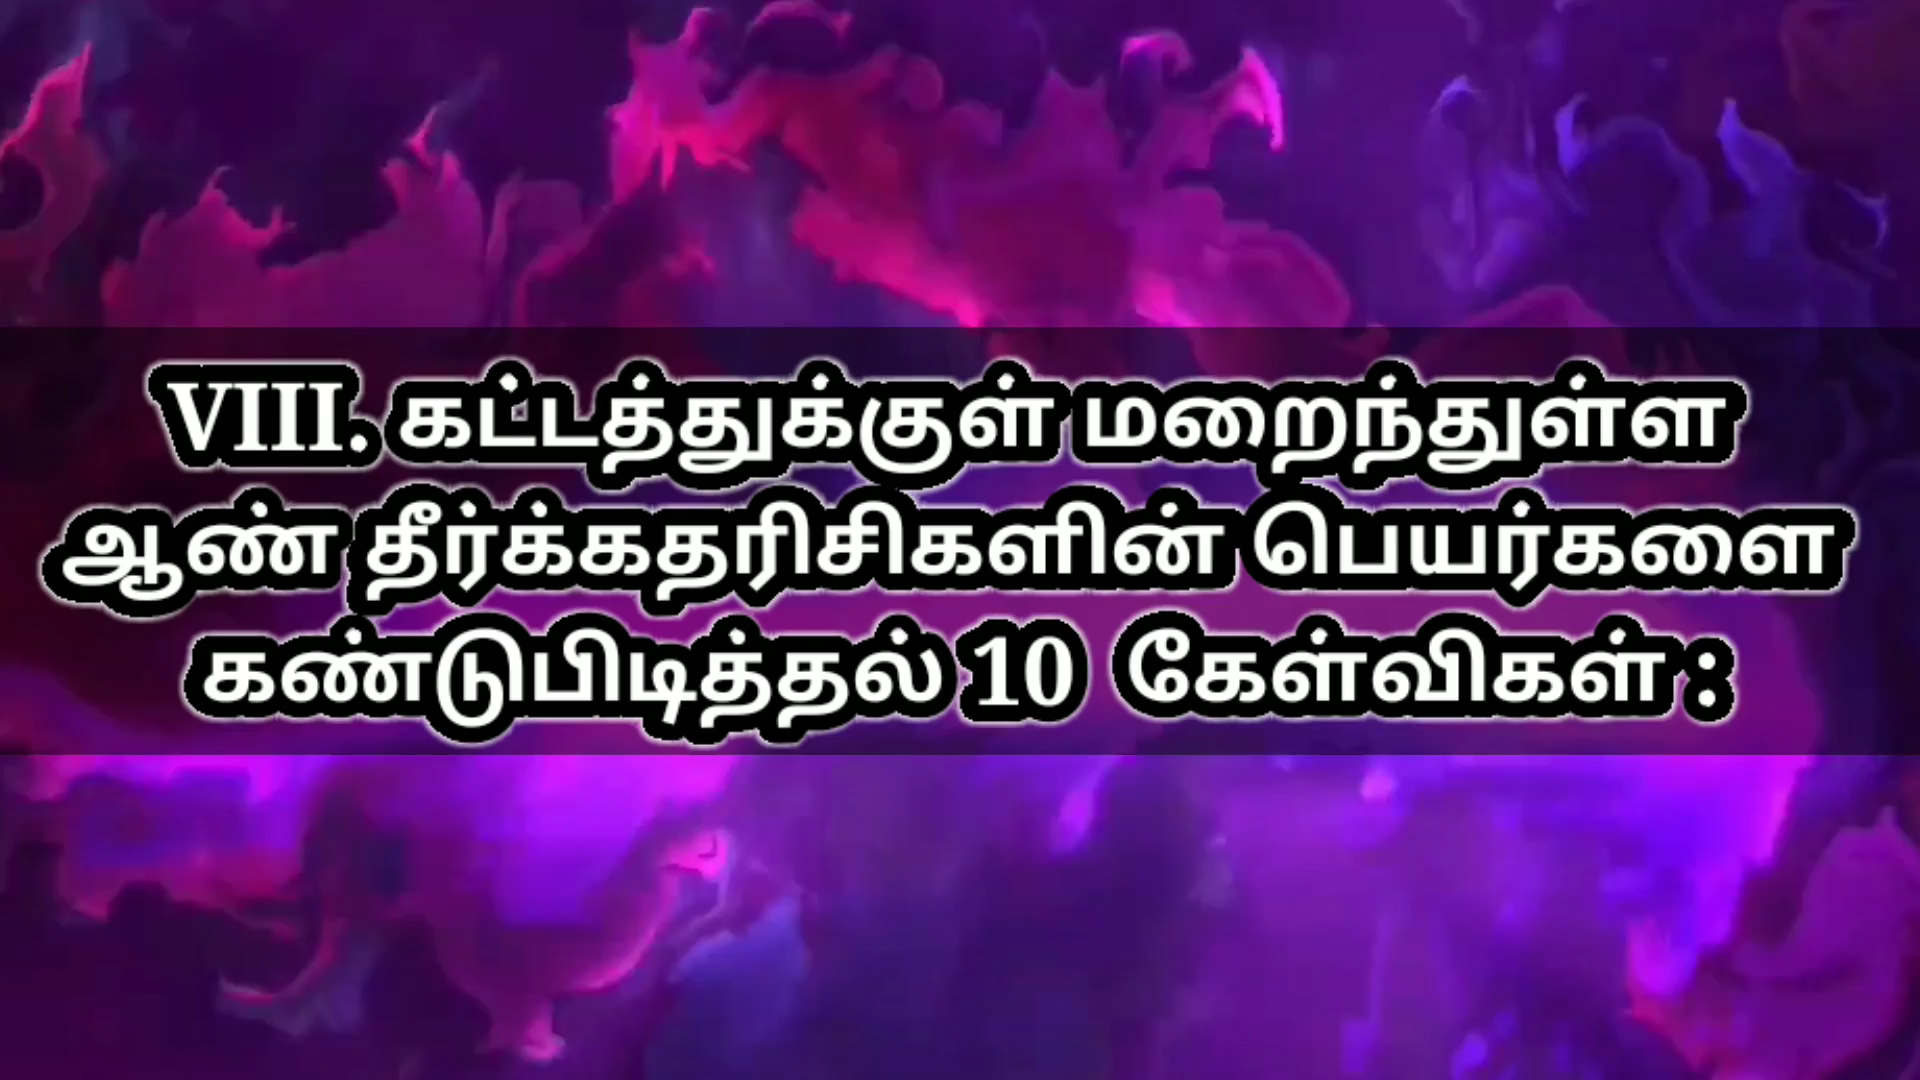 VIII. கட்டத்துக்குள் மறைந்துள்ள
ஆண் தீர்க்கதரிசிகளின் பெயர்களை
கண்டுபிடித்தல் 10 கேள்விகள் :